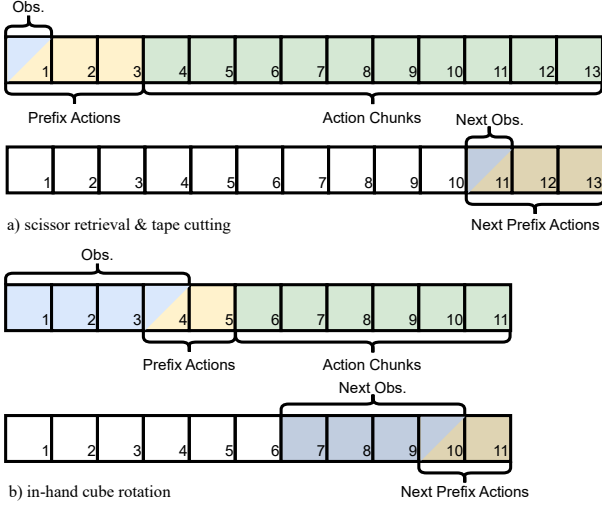 Obs.
1 2 3 4 5 6 7 8 9 10 11 12 13
Prefix Actions Action Chunks
Next Obs.
1 2 3 4 5 6 7 8 9 10 11 12 13
a) scissor retrieval & tape cutting Next Prefix Actions
Obs.
1 2 3 4 5 6 7 8 9 10 11
Prefix Actions Action Chunks
Next Obs.
1 2 3 4 5 6 7 8 9 10 11
b) in-hand cube rotation Next Prefix Actions